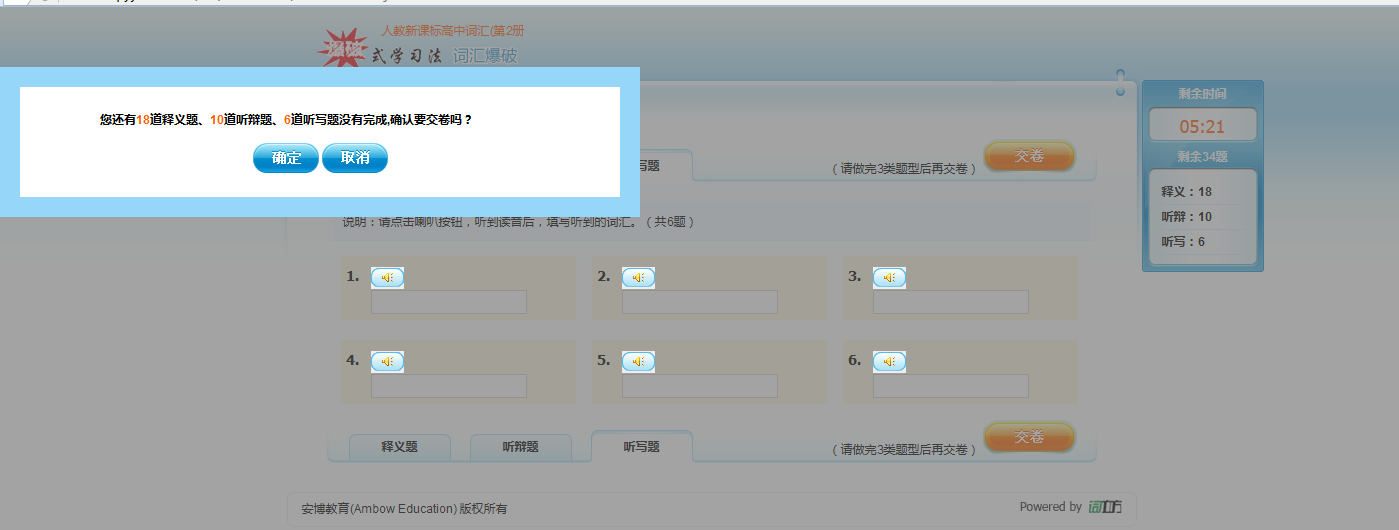 人教新课标高中词汇(第2册
爆破式学习法 词汇爆破
您还有18道释义题、10道听辩题、6道听写题没有完成,确认要交卷吗？
确定 取消
写题
（请做完3类题型后再交卷） 交卷
说明：请点击喇叭按钮，听到读音后，填写听到的词汇。（共6题）
1. 2. 3.
4. 5. 6.
释义题 听辩题 听写题 （请做完3类题型后再交卷） 交卷
剩余时间
05:21
剩余34题
释义：18
听辩：10
听写：6
安博教育(Ambow Education) 版权所有
Powered by 词立方